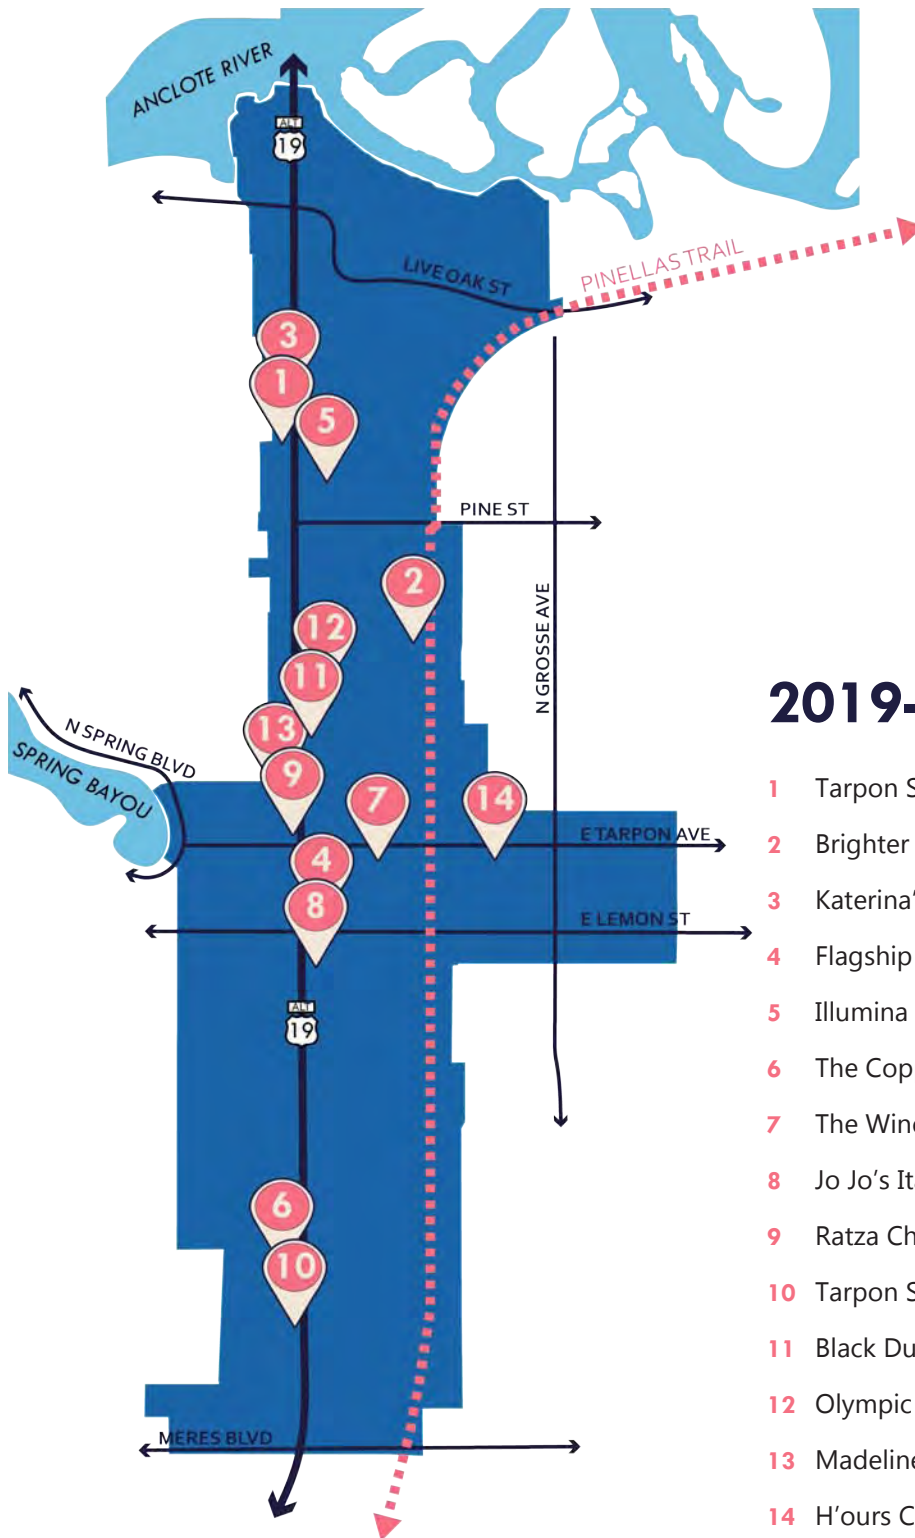 ANCLOTE RIVER
ALT
19
LIVE OAK ST
PINELLAS TRAIL
3
1
5
PINE ST
2
12
N GROSSE AVE
11
N SPRING BLVD
13
SPRING BAYOU
9
7
14
E TARPON AVE
4
8
E LEMON ST
ALT
19
6
10
MERES BLVD
2019-
1 Tarpon S
2 Brighter
3 Katerina'
4 Flagship
5 Illumina
6 The Cop
7 The Wine
8 Jo Jo's It
9 Ratza Ch
10 Tarpon S
11 Black Du
12 Olympic
13 Madeline
14 H'ours C